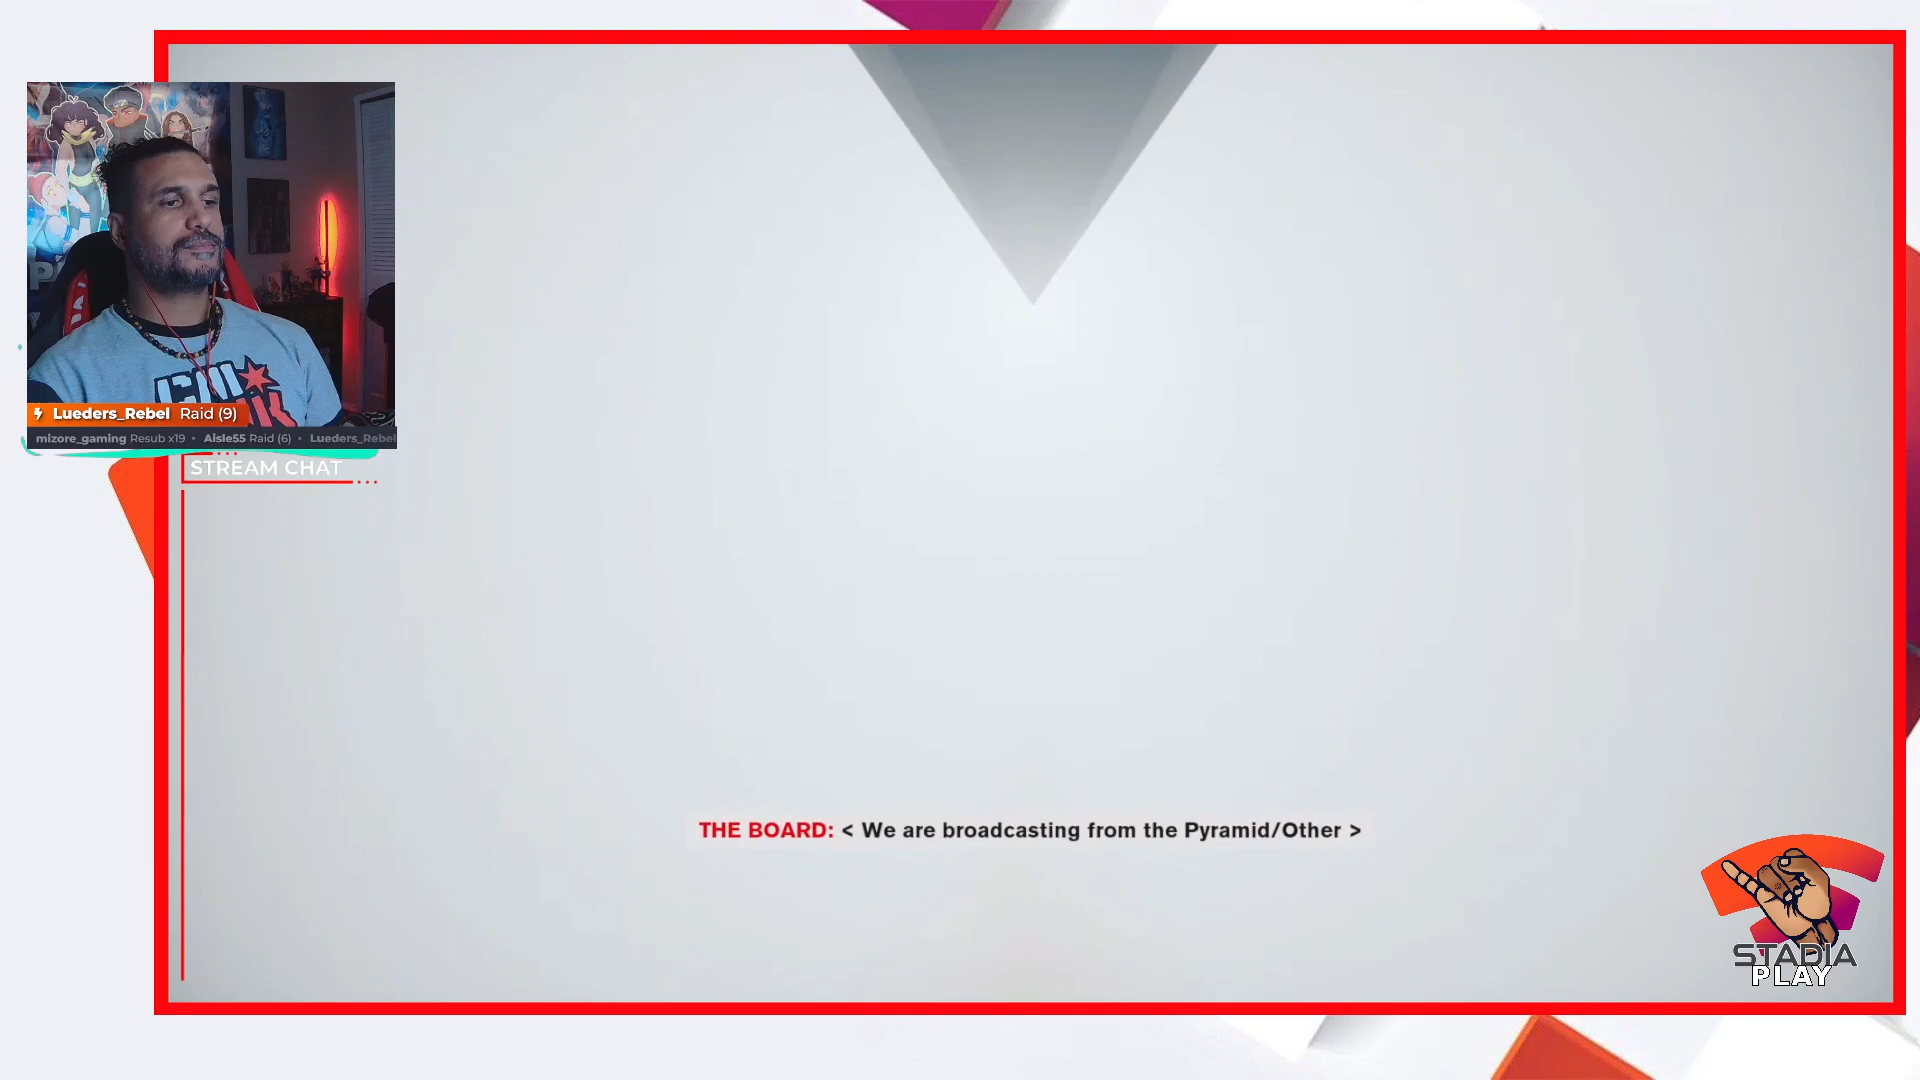 Lueders_Rebel Raid (9)
mizore_gaming Resub x19 • Aisle55 Raid (6) • Lueders_Rebel
STREAM CHAT
THE BOARD: < We are broadcasting from the Pyramid/Other >
STADIA
PLAY